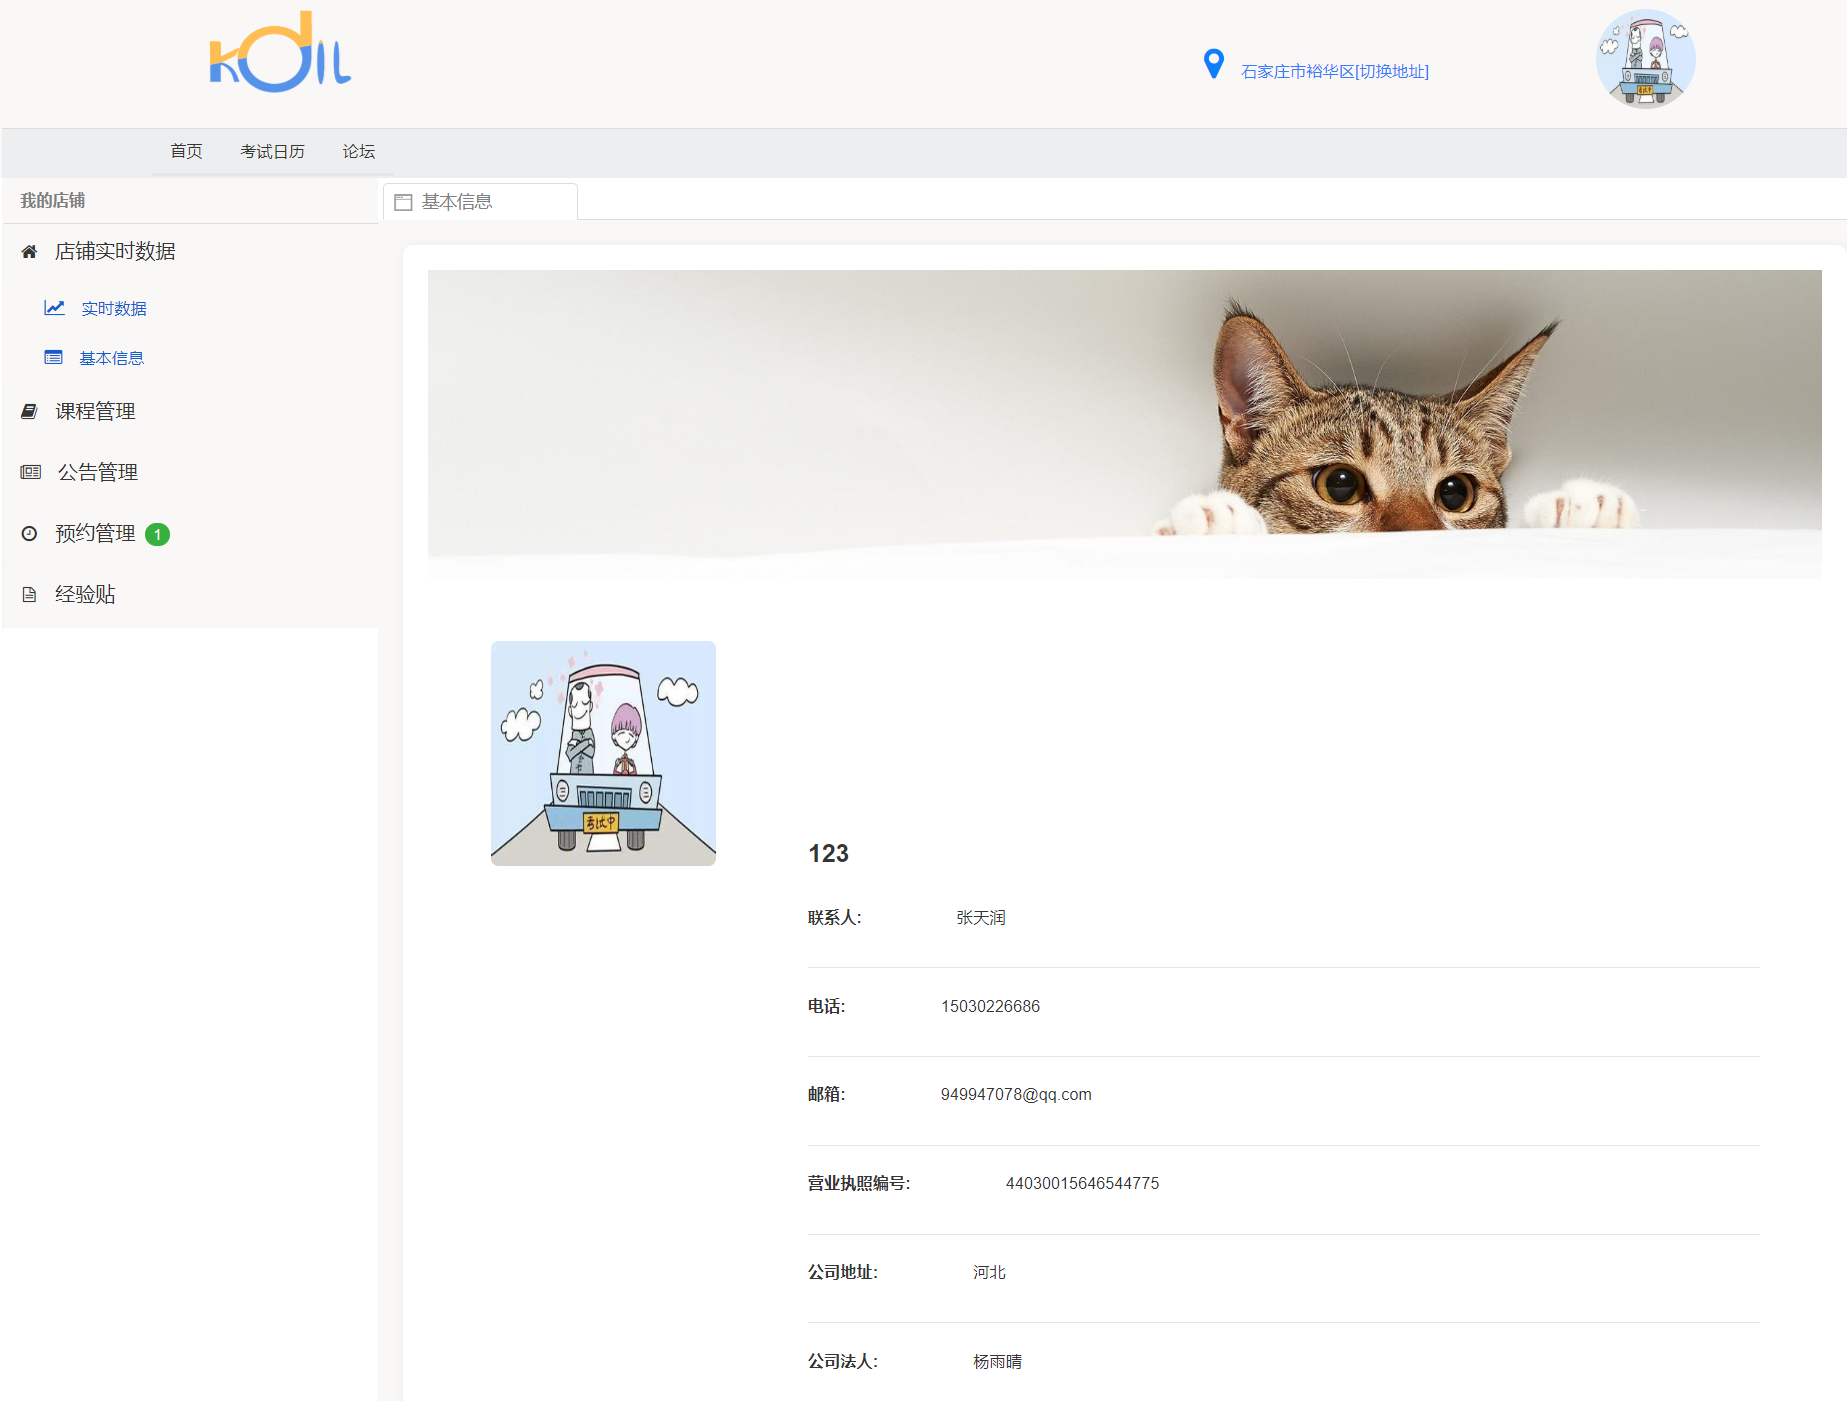 KdIL
石家庄市裕华区[切换地址]
首页 考试日历 论坛
我的店铺
基本信息
店铺实时数据
实时数据
基本信息
课程管理
公告管理
预约管理 1
经验贴
考试中
123
联系人: 张天润
电话: 15030226686
邮箱: 949947078@qq.com
营业执照编号: 44030015646544775
公司地址: 河北
公司法人: 杨雨晴